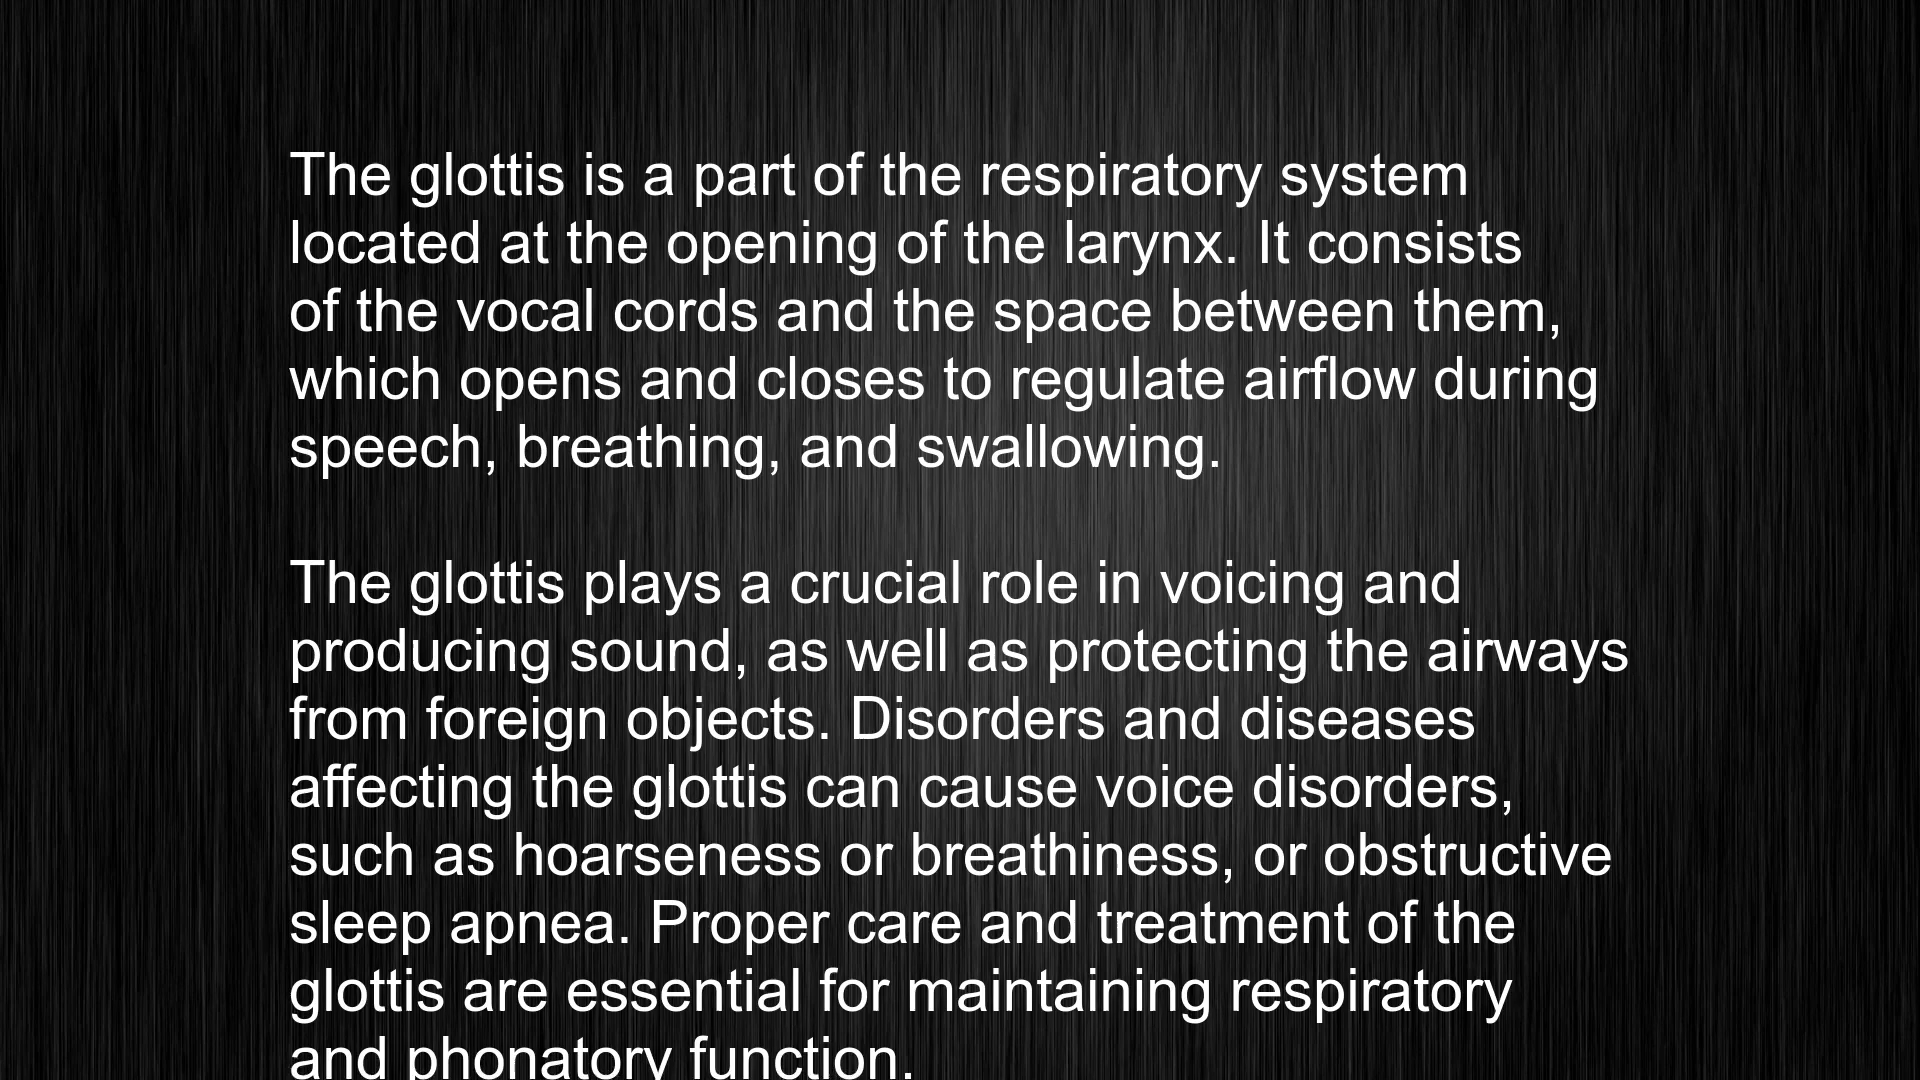 The glottis is a part of the respiratory system
located at the opening of the larynx. It consists
of the vocal cords and the space between them,
which opens and closes to regulate airflow during
speech, breathing, and swallowing.
The glottis plays a crucial role in voicing and
producing sound, as well as protecting the airways
from foreign objects. Disorders and diseases
affecting the glottis can cause voice disorders,
such as hoarseness or breathiness, or obstructive
sleep apnea. Proper care and treatment of the
glottis are essential for maintaining respiratory
and phonatory function.